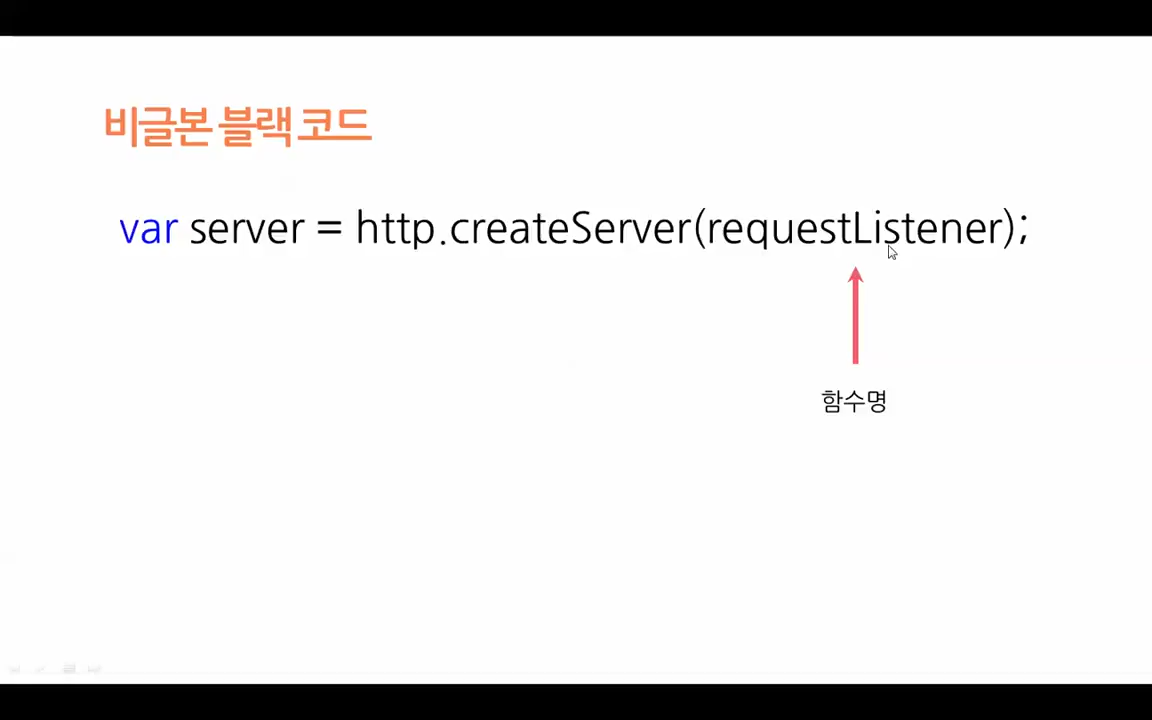 비글본 블랙 코드
var server = http.createServer(requestListener);
함수명